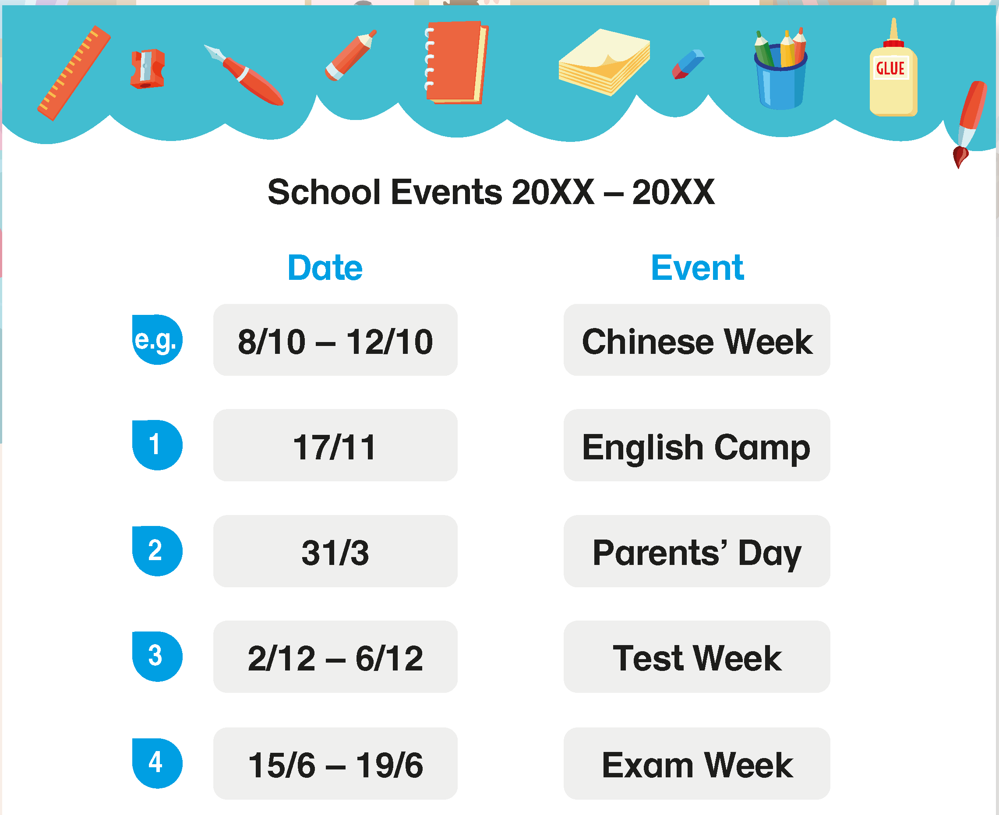 GLUE
School Events 20XX – 20XX
Date Event
e.g. 8/10 – 12/10 Chinese Week
1 17/11 English Camp
2 31/3 Parents’ Day
3 2/12 – 6/12 Test Week
4 15/6 – 19/6 Exam Week